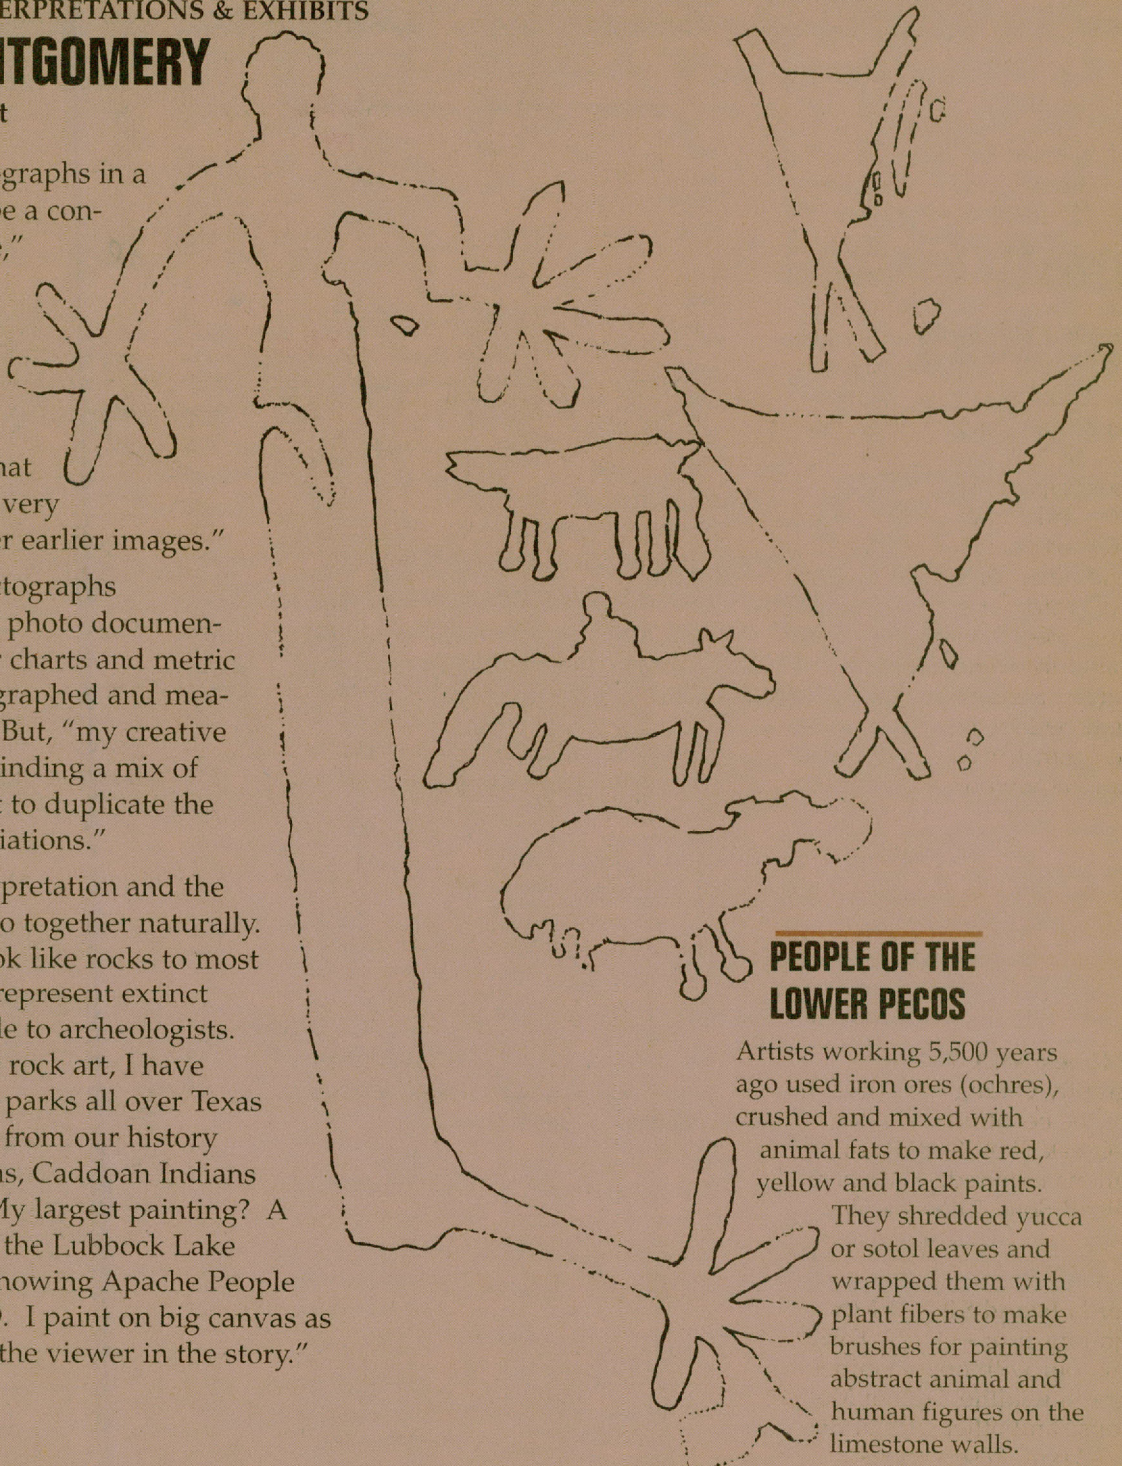 ERPRETATIONS & EXHIBITS
TGOMERY
t
graphs in a
e a con-
,”
hat
very
r earlier images.”
tographs
photo documen-
charts and metric
graphed and mea-
But, “my creative
inding a mix of
t to duplicate the
iations.”
pretation and the
o together naturally.
ok like rocks to most
represent extinct
le to archeologists.
rock art, I have
parks all over Texas
from our history
s, Caddoan Indians
My largest painting? A
the Lubbock Lake
howing Apache People
. I paint on big canvas as
the viewer in the story.”
PEOPLE OF THE
LOWER PECOS
Artists working 5,500 years
ago used iron ores (ochres),
crushed and mixed with
animal fats to make red,
yellow and black paints.
They shredded yucca
or sotol leaves and
wrapped them with
plant fibers to make
brushes for painting
abstract animal and
human figures on the
limestone walls.